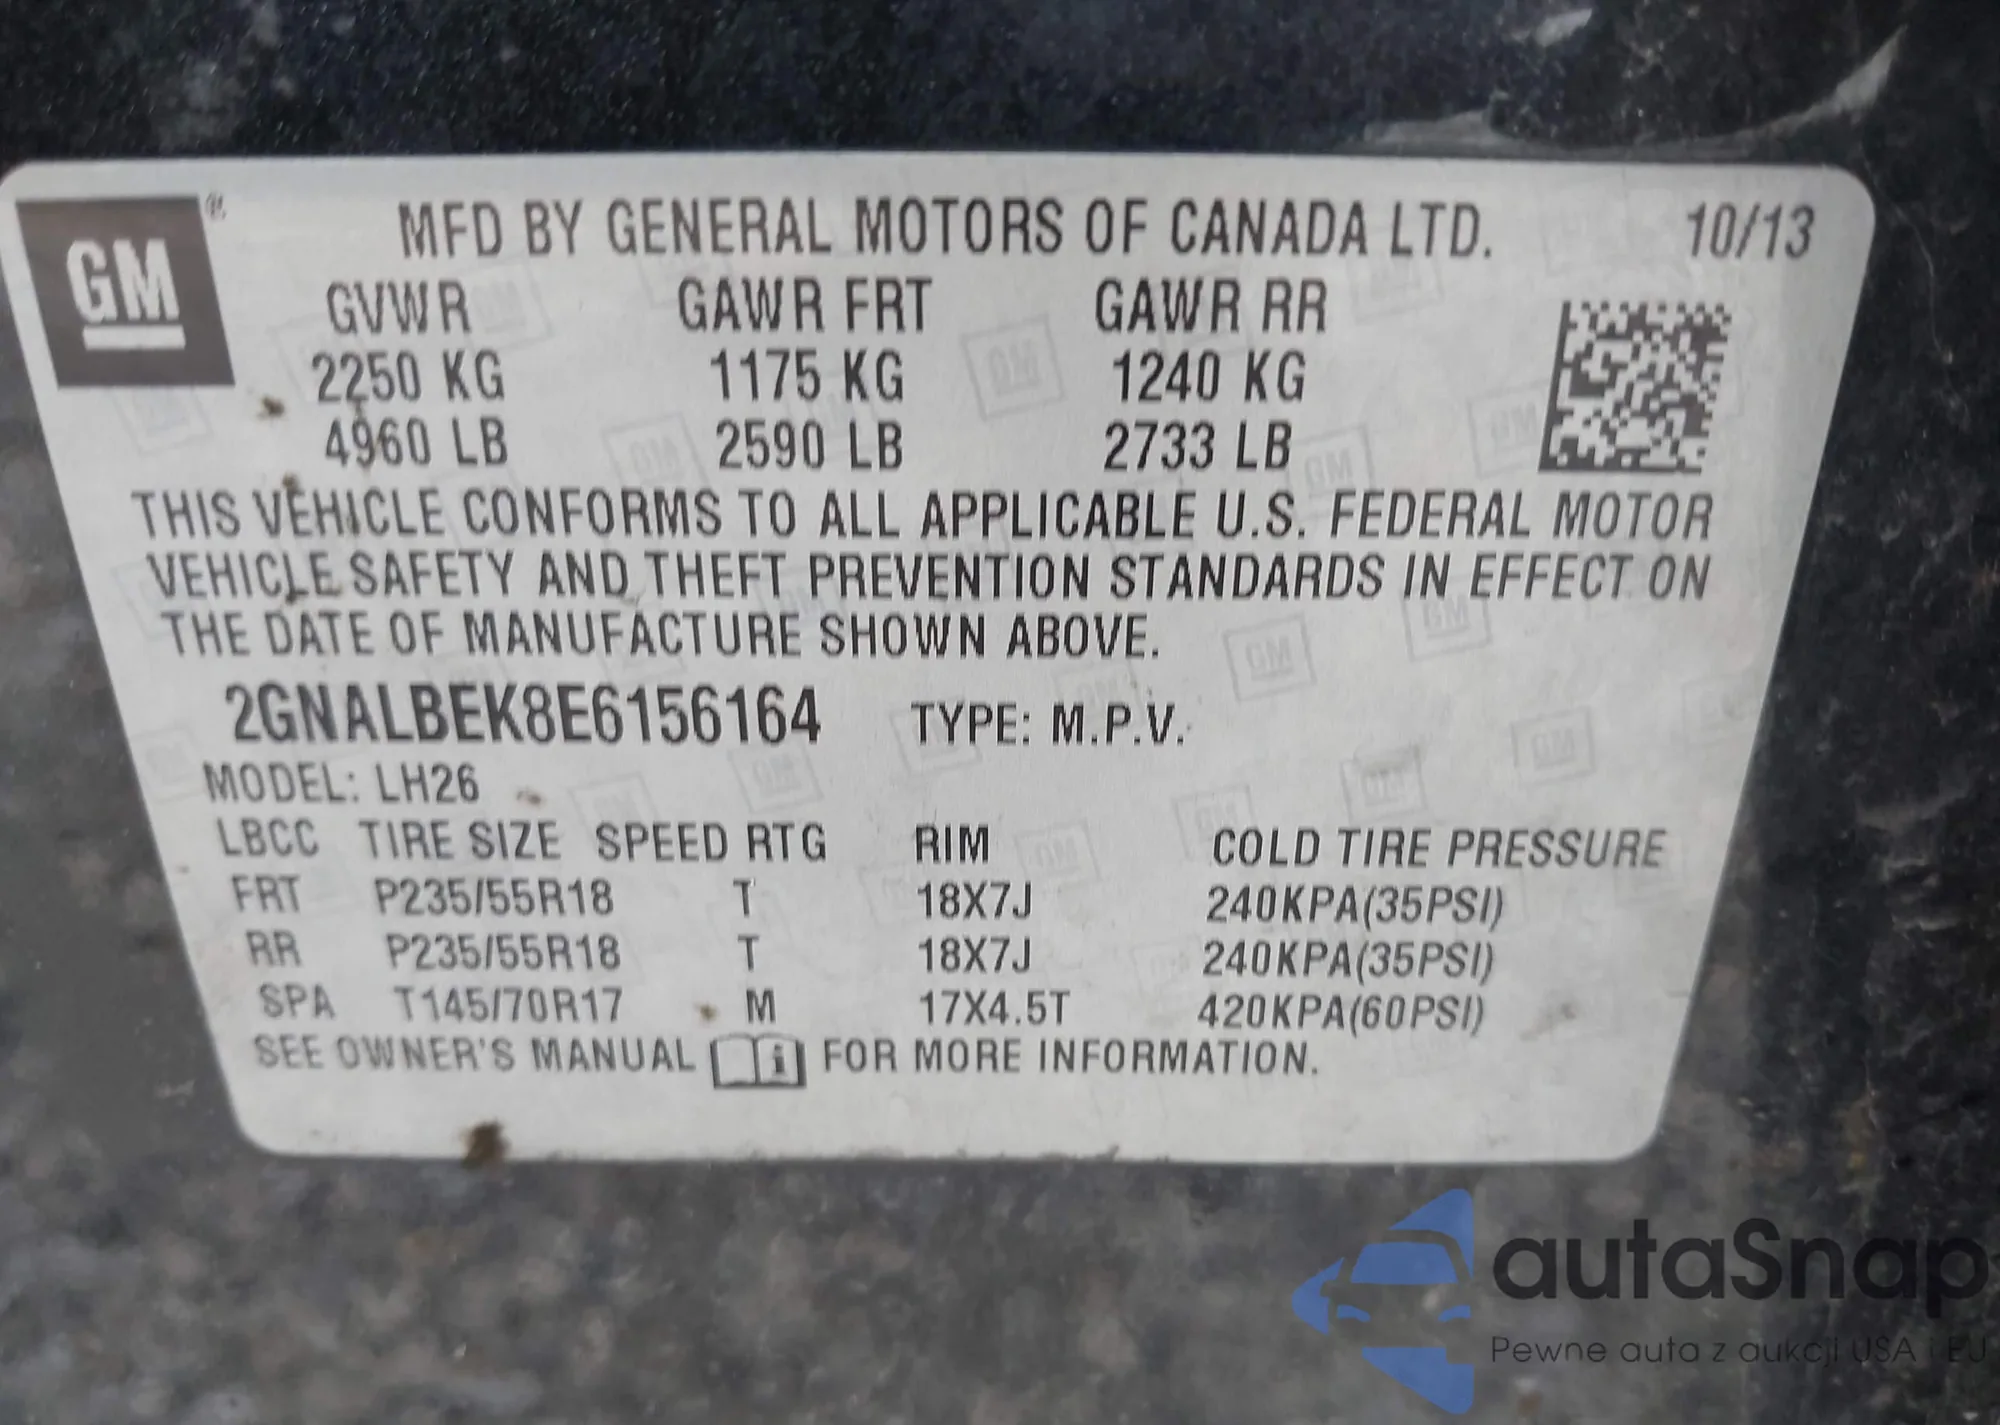 GM®
MFD BY GENERAL MOTORS OF CANADA LTD. 10/13
GVWR GAWR FRT GAWR RR
2250 KG 1175 KG 1240 KG
4960 LB 2590 LB 2733 LB
THIS VEHICLE CONFORMS TO ALL APPLICABLE U.S. FEDERAL MOTOR
VEHICLE SAFETY AND THEFT PREVENTION STANDARDS IN EFFECT ON
THE DATE OF MANUFACTURE SHOWN ABOVE.
2GNALBEK8E6156164 TYPE: M.P.V.
MODEL: LH26
LBCC TIRE SIZE SPEED RTG RIM COLD TIRE PRESSURE
FRT P235/55R18 T 18X7J 240KPA(35PSI)
RR P235/55R18 T 18X7J 240KPA(35PSI)
SPA T145/70R17 M 17X4.5T 420KPA(60PSI)
SEE OWNER'S MANUAL i FOR MORE INFORMATION.
autaSnap
Pewne auta z aukcji USA i EU